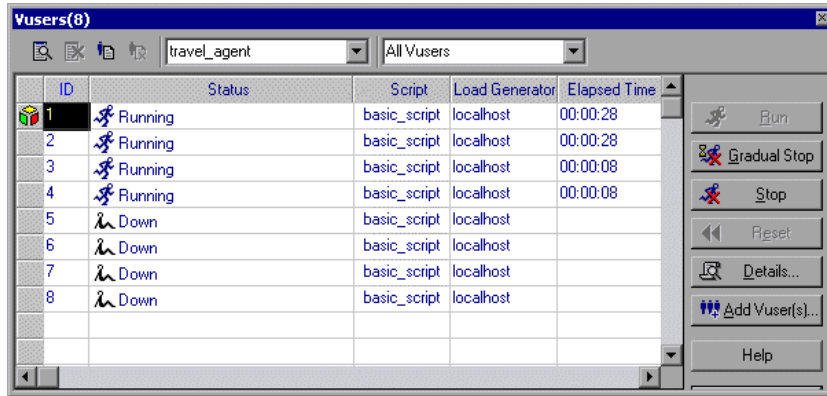 Vusers(8)
travel_agent All Vusers
ID Status Script Load Generator Elapsed Time
1 Running basic_script localhost 00:00:28
2 Running basic_script localhost 00:00:28
3 Running basic_script localhost 00:00:08
4 Running basic_script localhost 00:00:08
5 Down basic_script localhost
6 Down basic_script localhost
7 Down basic_script localhost
8 Down basic_script localhost
Run
Gradual Stop
Stop
Reset
Details...
Add Vuser(s)...
Help